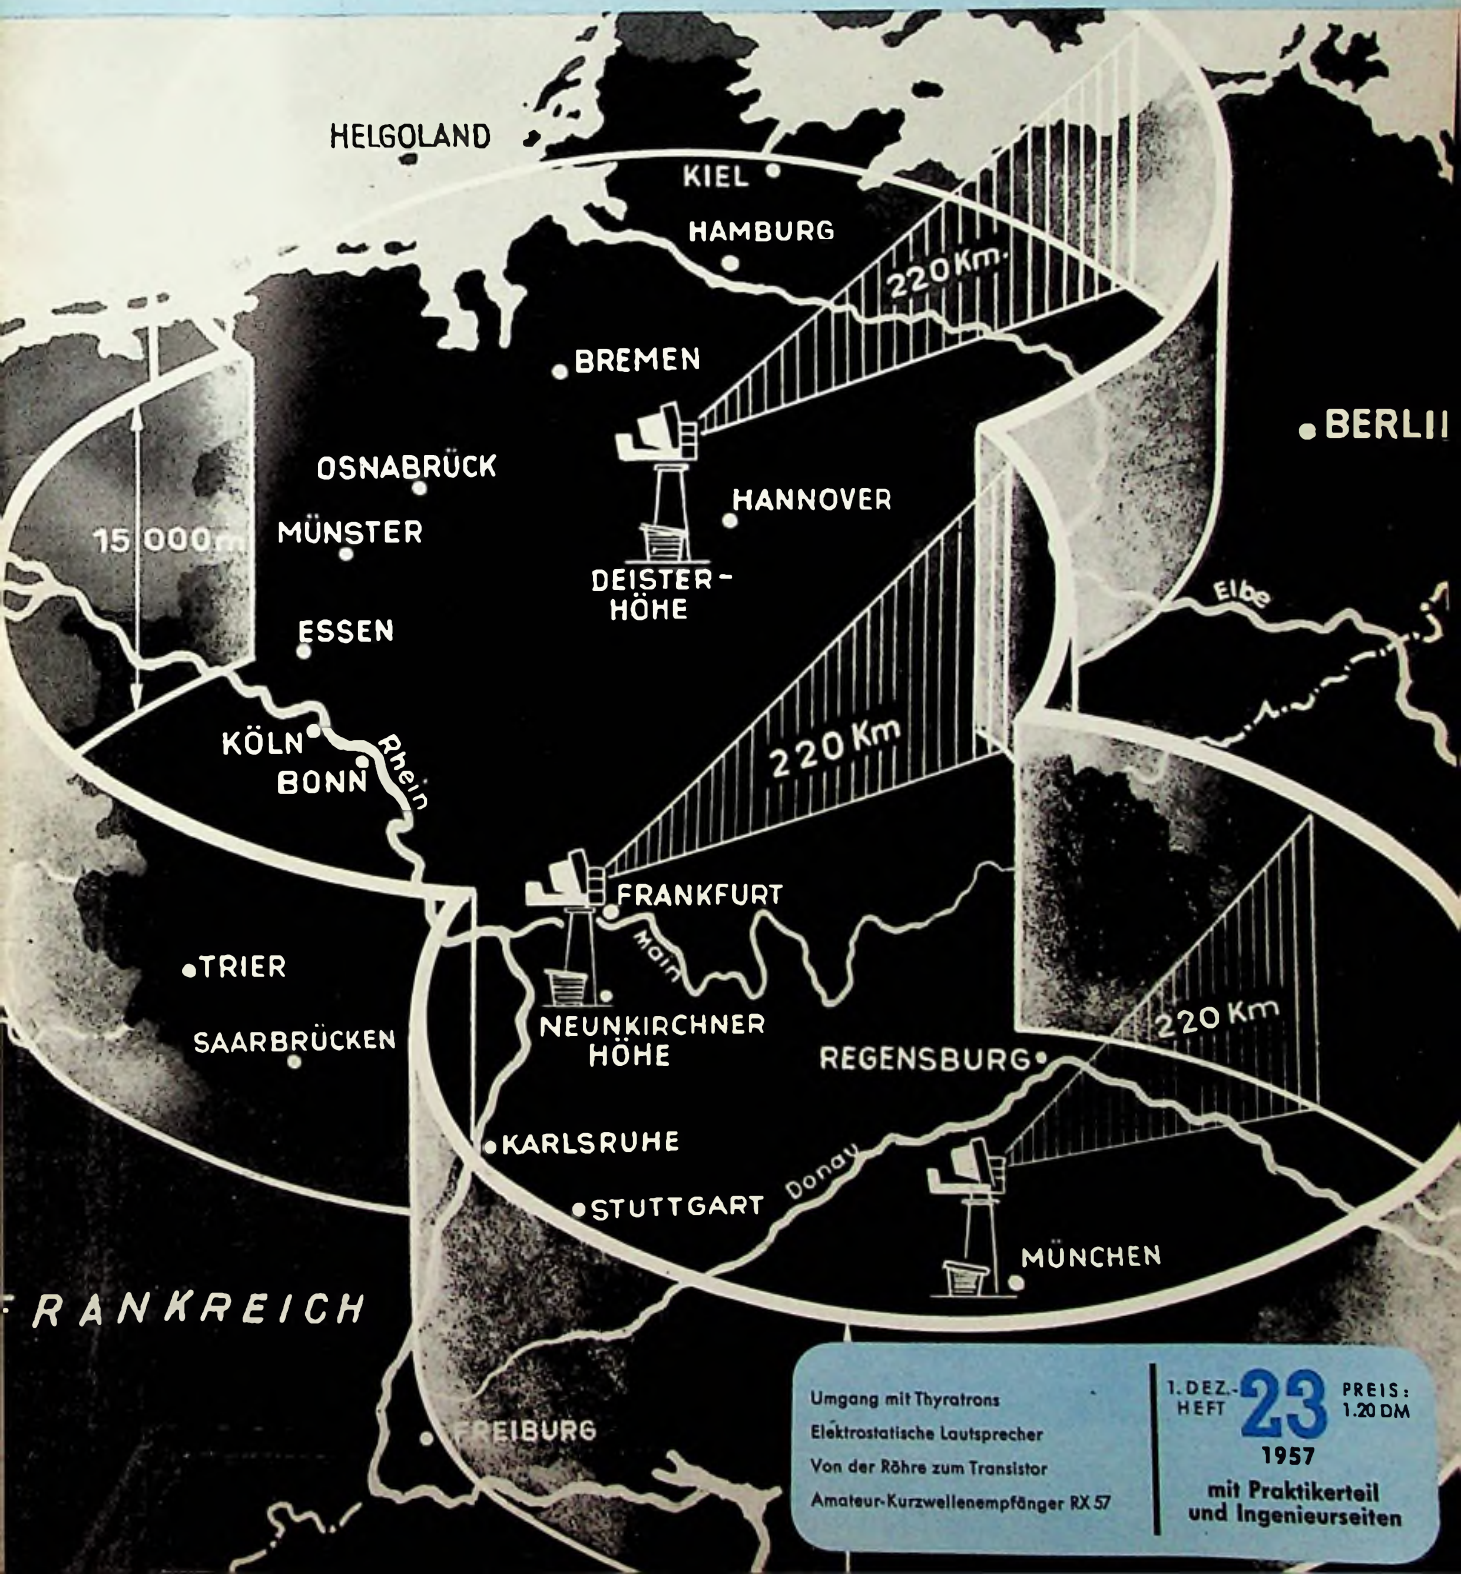 HELGOLAND
KIEL
HAMBURG
220 Km.
BREMEN
BERLI
OSNABRÜCK
HANNOVER
15 000 m
MÜNSTER
DEISTER-
HÖHE
Elbe
ESSEN
KÖLN
Rhein
BONN
220 Km
FRANKFURT
Main
TRIER
NEUNKIRCHNER
HÖHE
SAARBRÜCKEN
220 Km
REGENSBURG
KARLSRUHE
Donau
STUTTGART
MÜNCHEN
FRANKREICH
FREIBURG
Umgang mit Thyratrons
Elektrostatische Lautsprecher
Von der Röhre zum Transistor
Amateur-Kurzwellenempfänger RX 57
1. DEZ.-
HEFT
23
1957
PREIS:
1.20 DM
mit Praktikerteil
und Ingenieurseiten